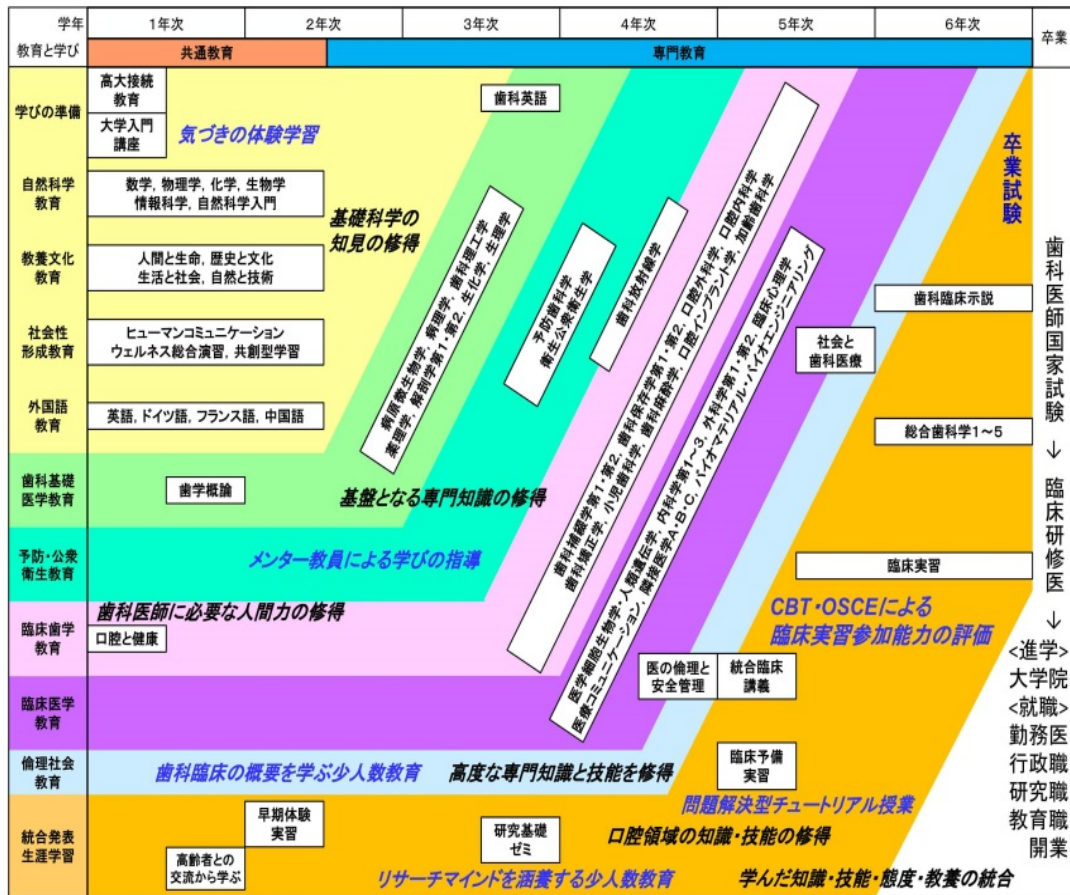 学年
教育と学び
1年次
2年次
3年次
4年次
5年次
6年次
卒業
共通教育
専門教育
学びの準備
高大接続
教育
大学入門
講座
気づきの体験学習
歯科英語
自然科学
教育
数学, 物理学, 化学, 生物学
情報科学, 自然科学入門
基礎科学の
知見の修得
教養文化
教育
人間と生命, 歴史と文化
生活と社会, 自然と技術
社会性
形成教育
ヒューマンコミュニケーション
ウェルネス総合演習, 共創型学習
外国語
教育
英語, ドイツ語, フランス語, 中国語
病原微生物学, 病理学, 歯科理工学
薬理学, 解剖学第1・第2, 生化学, 生理学
予防歯科学
衛生公衆衛生学
歯科放射線学
歯科補綴学第1・第2, 歯科保存学第1・第2, 口腔外科学, 口腔内科学
歯科矯正学, 小児歯科学, 歯科麻酔学, 口腔インプラント学, 加齢歯科学
医学細胞生物学・人類遺伝学, 内科学第1~3, 外科学第1・第2, 臨床心理学
医療コミュニケーション, 隣接医学A・B・C, バイオマテリアル・バイオエンジニアリング
卒業試験
歯科臨床示説
社会と
歯科医療
総合歯科学1~5
歯科基礎
医学教育
歯学概論
基盤となる専門知識の修得
予防・公衆
衛生教育
メンター教員による学びの指導
臨床実習
臨床歯学
教育
歯科医師に必要な人間力の修得
口腔と健康
CBT・OSCEによる
臨床実習参加能力の評価
医の倫理と
安全管理
統合臨床
講義
臨床医学
教育
倫理社会
教育
歯科臨床の概要を学ぶ少人数教育
高度な専門知識と技能を修得
臨床予備
実習
問題解決型チュートリアル授業
統合発表
生涯学習
早期体験
実習
高齢者との
交流から学ぶ
研究基礎
ゼミ
口腔領域の知識・技能の修得
リサーチマインドを涵養する少人数教育
学んだ知識・技能・態度・教養の統合
歯科医師国家試験
↓
臨床研修医
↓
<進学>
大学院
<就職>
勤務医
行政職
研究職
教育職
開業